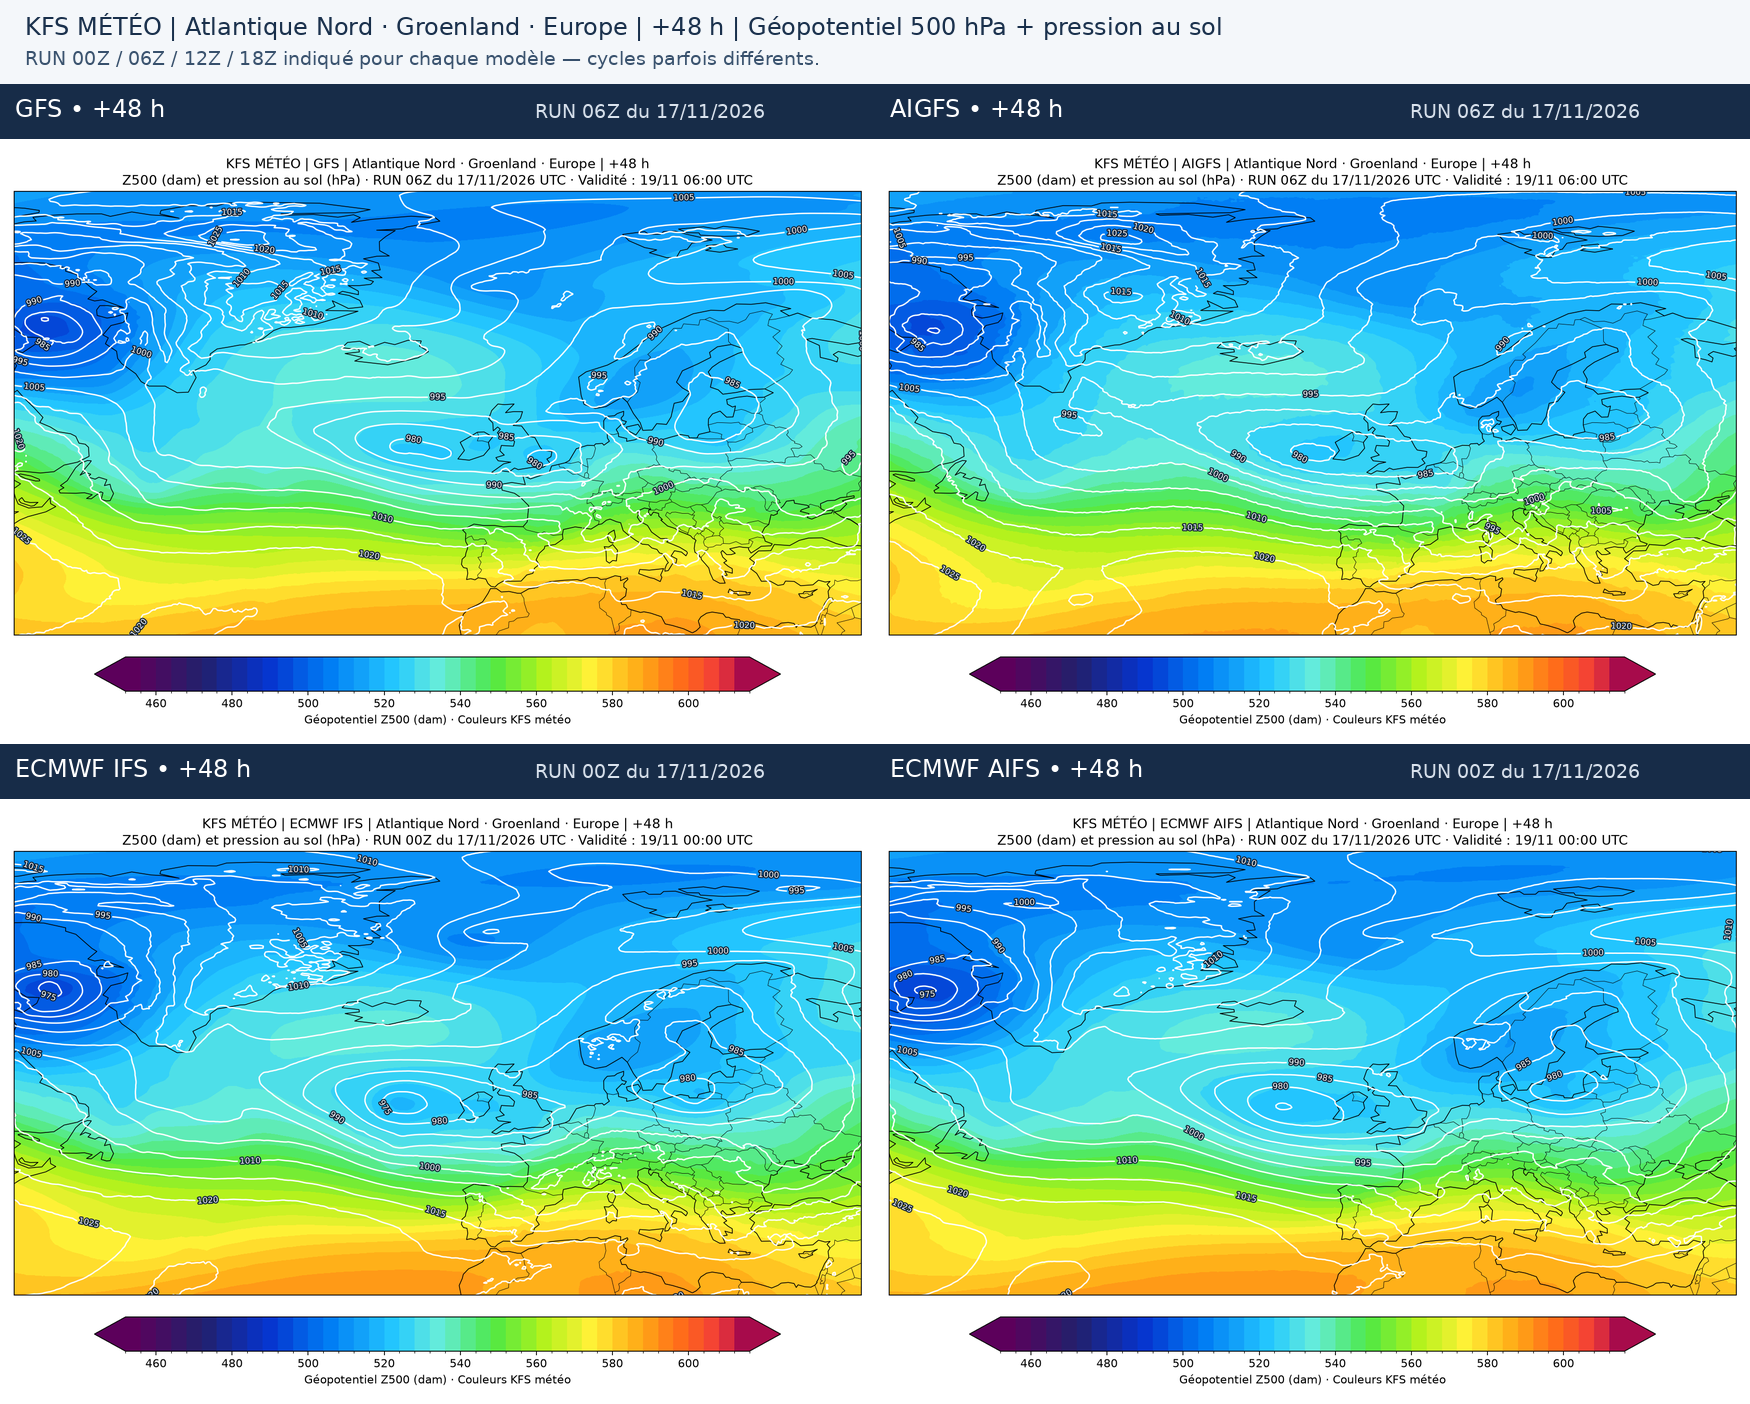 KFS MÉTÉO | Atlantique Nord · Groenland · Europe | +48 h | Géopotentiel 500 hPa + pression au sol
RUN 00Z / 06Z / 12Z / 18Z indiqué pour chaque modèle — cycles parfois différents.
GFS • +48 h RUN 06Z du 17/11/2026
KFS MÉTÉO | GFS | Atlantique Nord · Groenland · Europe | +48 h
Z500 (dam) et pression au sol (hPa) · RUN 06Z du 17/11/2026 UTC · Validité : 19/11 06:00 UTC
460 480 500 520 540 560 580 600
Géopotentiel Z500 (dam) · Couleurs KFS météo
AIGFS • +48 h RUN 06Z du 17/11/2026
KFS MÉTÉO | AIGFS | Atlantique Nord · Groenland · Europe | +48 h
Z500 (dam) et pression au sol (hPa) · RUN 06Z du 17/11/2026 UTC · Validité : 19/11 06:00 UTC
460 480 500 520 540 560 580 600
Géopotentiel Z500 (dam) · Couleurs KFS météo
ECMWF IFS • +48 h RUN 00Z du 17/11/2026
KFS MÉTÉO | ECMWF IFS | Atlantique Nord · Groenland · Europe | +48 h
Z500 (dam) et pression au sol (hPa) · RUN 00Z du 17/11/2026 UTC · Validité : 19/11 00:00 UTC
460 480 500 520 540 560 580 600
Géopotentiel Z500 (dam) · Couleurs KFS météo
ECMWF AIFS • +48 h RUN 00Z du 17/11/2026
KFS MÉTÉO | ECMWF AIFS | Atlantique Nord · Groenland · Europe | +48 h
Z500 (dam) et pression au sol (hPa) · RUN 00Z du 17/11/2026 UTC · Validité : 19/11 00:00 UTC
460 480 500 520 540 560 580 600
Géopotentiel Z500 (dam) · Couleurs KFS météo